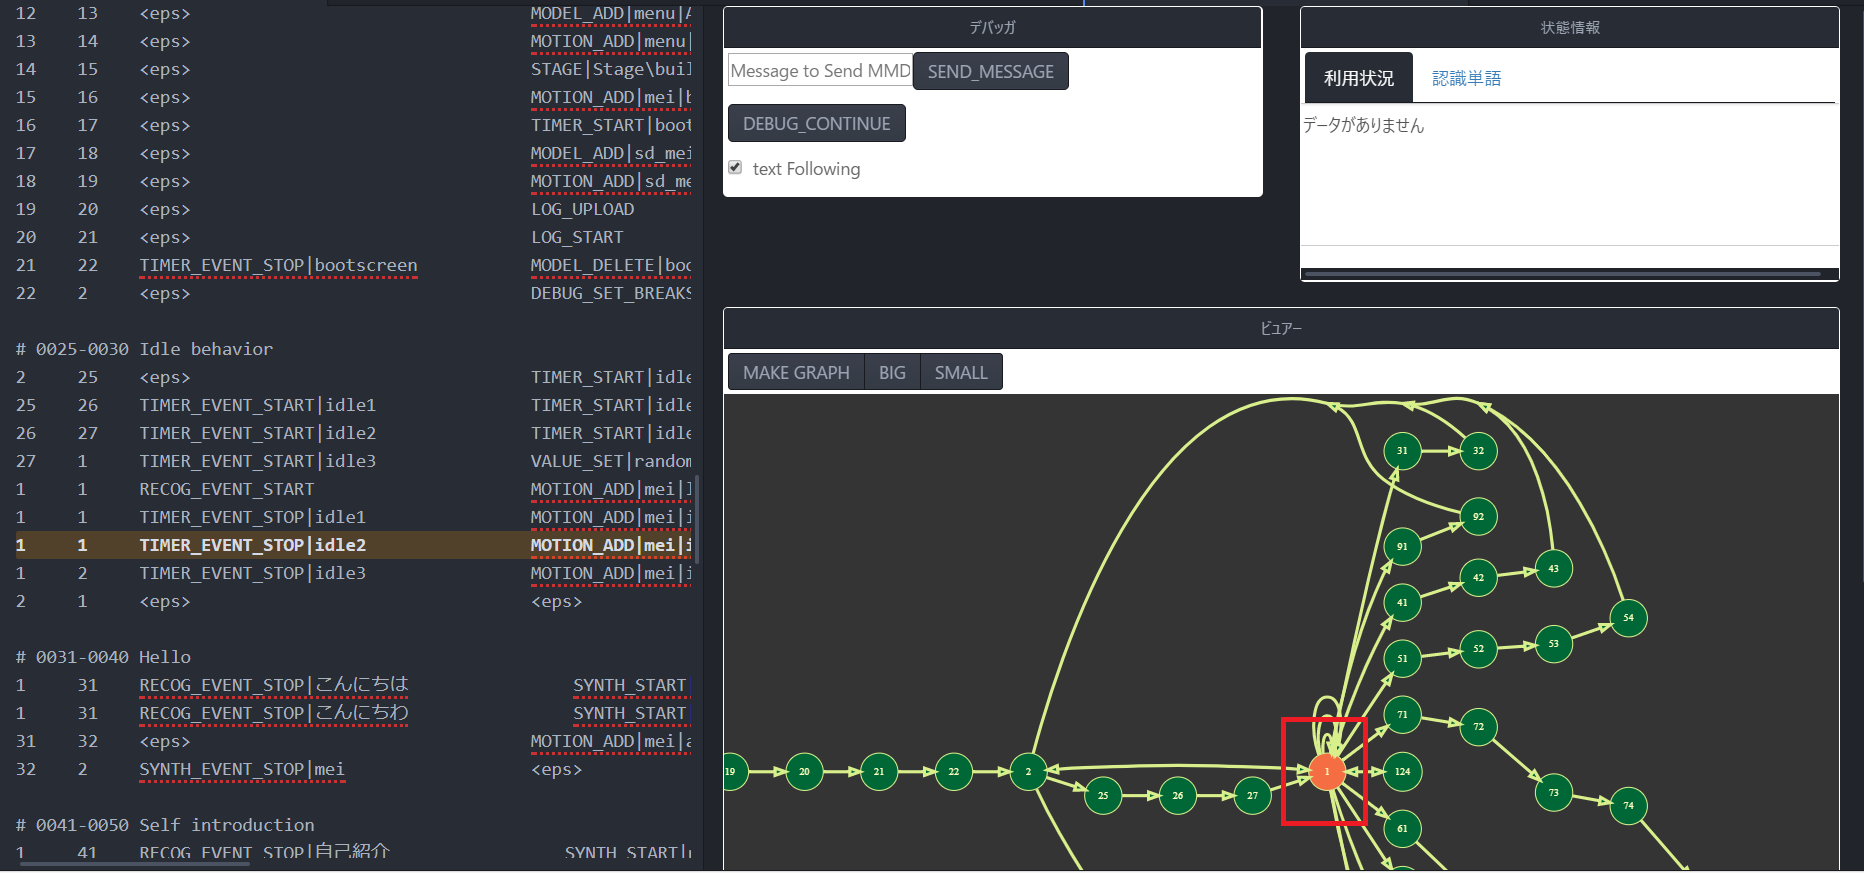 12 13 <eps> MODEL_ADD|menu|A
13 14 <eps> MOTION_ADD|menu|
14 15 <eps> STAGE|Stage\buil
15 16 <eps> MOTION_ADD|mei|b
16 17 <eps> TIMER_START|boot
17 18 <eps> MODEL_ADD|sd_mei
18 19 <eps> MOTION_ADD|sd_me
19 20 <eps> LOG_UPLOAD
20 21 <eps> LOG_START
21 22 TIMER_EVENT_STOP|bootscreen MODEL_DELETE|boo
22 2 <eps> DEBUG_SET_BREAKS
# 0025-0030 Idle behavior
2 25 <eps> TIMER_START|idle
25 26 TIMER_EVENT_START|idle1 TIMER_START|idle
26 27 TIMER_EVENT_START|idle2 TIMER_START|idle
27 1 TIMER_EVENT_START|idle3 VALUE_SET|random
1 1 RECOG_EVENT_START MOTION_ADD|mei|l
1 1 TIMER_EVENT_STOP|idle1 MOTION_ADD|mei|i
1 1 TIMER_EVENT_STOP|idle2 MOTION_ADD|mei|i
1 2 TIMER_EVENT_STOP|idle3 MOTION_ADD|mei|i
2 1 <eps> <eps>
# 0031-0040 Hello
1 31 RECOG_EVENT_STOP|こんにちは SYNTH_START|
1 31 RECOG_EVENT_STOP|こんにちわ SYNTH_START|
31 32 <eps> MOTION_ADD|mei|a
32 2 SYNTH_EVENT_STOP|mei <eps>
# 0041-0050 Self introduction
1 41 RECOG_EVENT_STOP|自己紹介 SYNTH_START|
デバッガ
Message to Send MMD SEND_MESSAGE
DEBUG_CONTINUE
text Following
状態情報
利用状況 認識単語
データがありません
ビュアー
MAKE GRAPH BIG SMALL
31 32
92
91
43
42
41
54
53
52
51
71
72
19 20 21 22 2 1 124
25 26 27
73
74
61